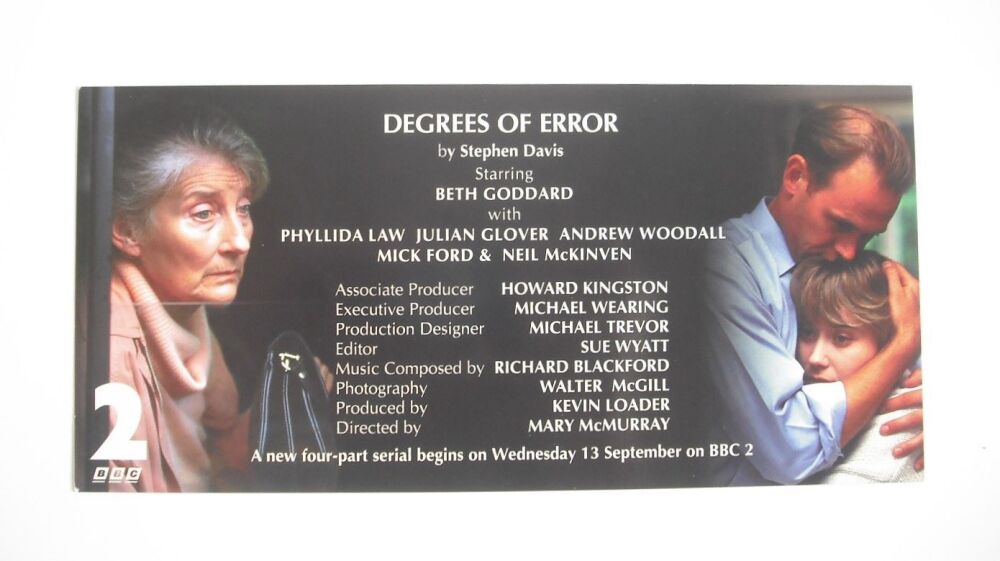 DEGREES OF ERROR
by Stephen Davis
Starring
BETH GODDARD
with
PHYLLIDA LAW JULIAN GLOVER ANDREW WOODALL
MICK FORD & NEIL McKINVEN
Associate Producer HOWARD KINGSTON
Executive Producer MICHAEL WEARING
Production Designer MICHAEL TREVOR
Editor SUE WYATT
Music Composed by RICHARD BLACKFORD
Photography WALTER McGILL
Produced by KEVIN LOADER
Directed by MARY McMURRAY
A new four-part serial begins on Wednesday 13 September on BBC 2
2
BBC